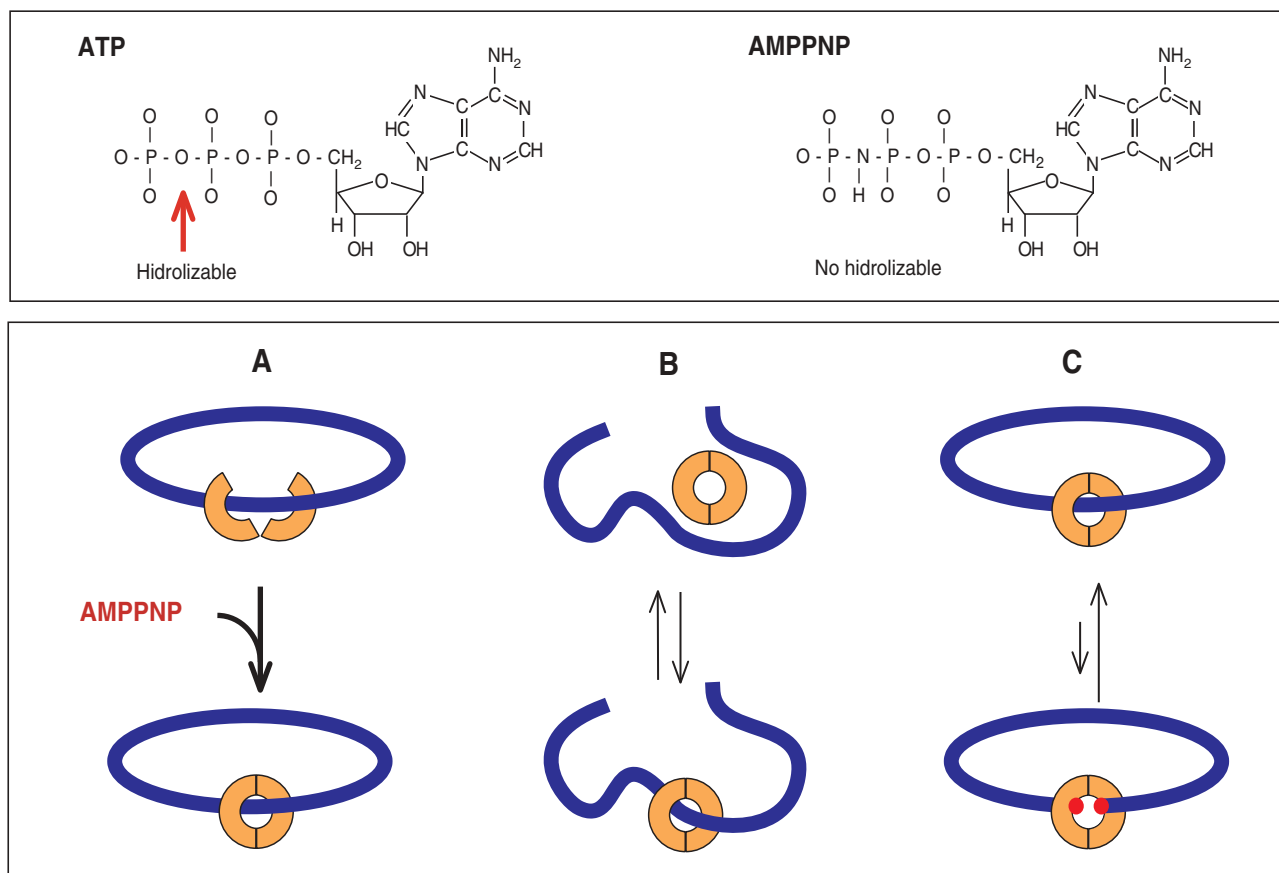 ATP
AMPPNP
NH2
NH2
N
C
C
N
N
C
C
N
O
O
O
HC
HC
O
O
O
O - P - O - P - O - P - O - CH2
C
CH
O - P - N - P - O - P - O - CH2
C
CH
N
N
N
N
O
O
O
O
O
H
O
O
O
H
H
OH
OH
OH
OH
Hidrolizable
No hidrolizable
A
B
C
AMPPNP